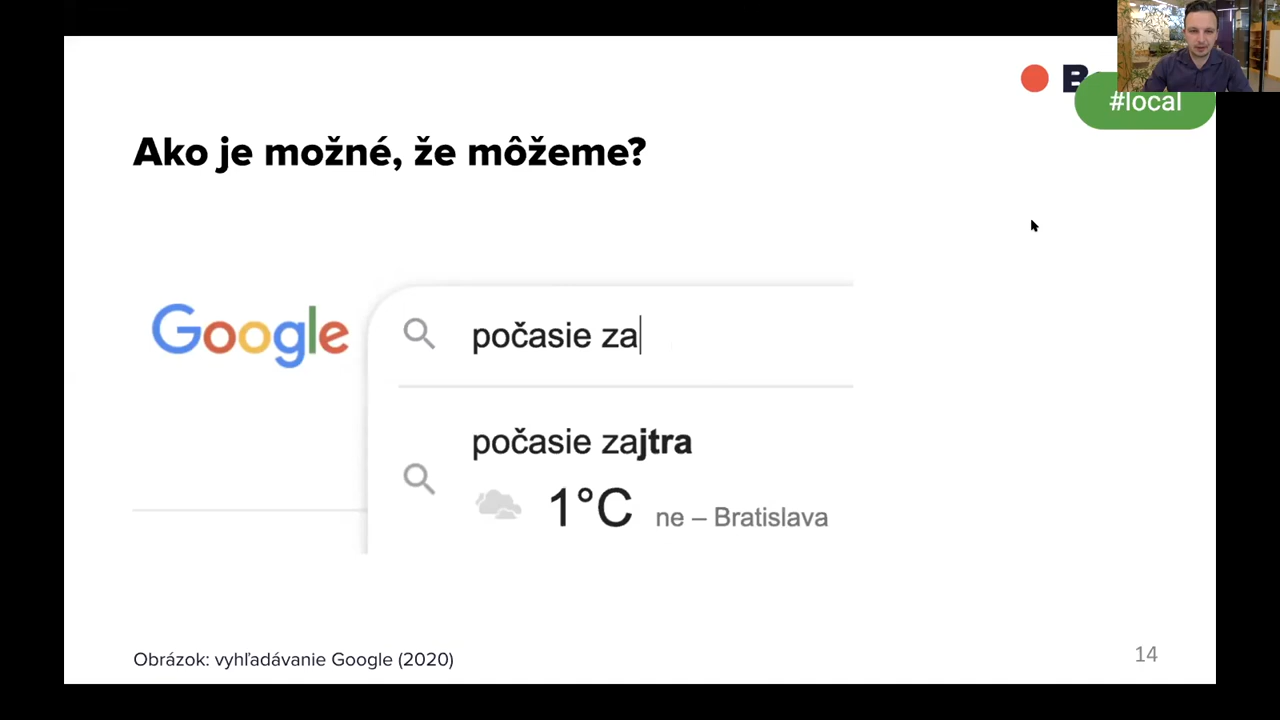 #local
Ako je možné, že môžeme?
Google
počasie za
počasie zajtra
1°C ne – Bratislava
Obrázok: vyhľadávanie Google (2020)
14